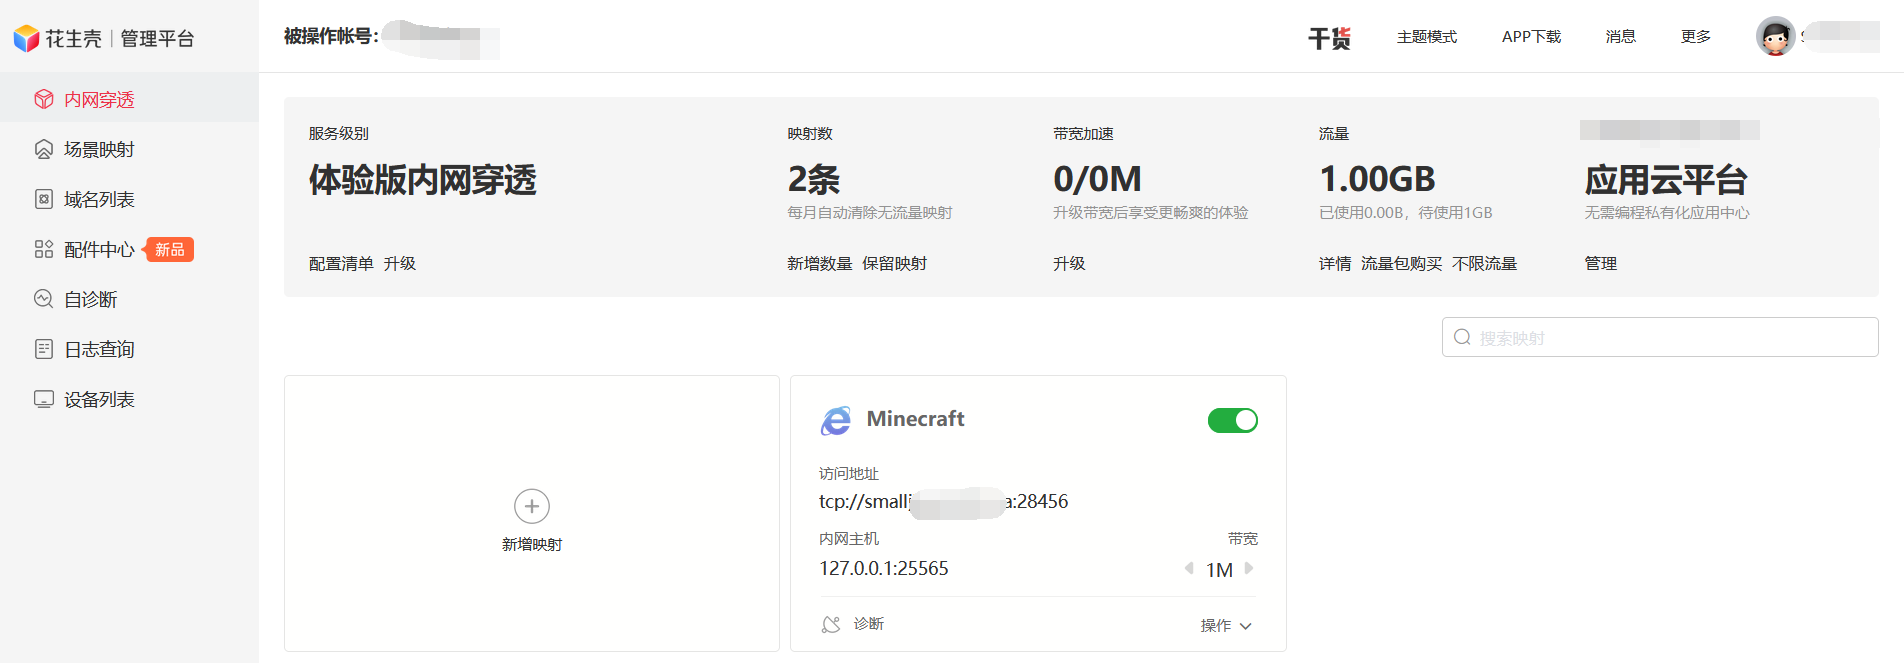 花生壳|管理平台
被操作帐号:
干货
主题模式
APP下载
消息
更多
内网穿透
场景映射
域名列表
配件中心 新品
自诊断
日志查询
设备列表
服务级别
体验版内网穿透
配置清单 升级
映射数
2条
每月自动清除无流量映射
新增数量 保留映射
带宽加速
0/0M
升级带宽后享受更畅爽的体验
升级
流量
1.00GB
已使用0.00B，待使用1GB
详情 流量包购买 不限流量
应用云平台
无需编程私有化应用中心
管理
搜索映射
新增映射
Minecraft
访问地址
tcp://small
a:28456
内网主机
带宽
127.0.0.1:25565
1M
诊断
操作